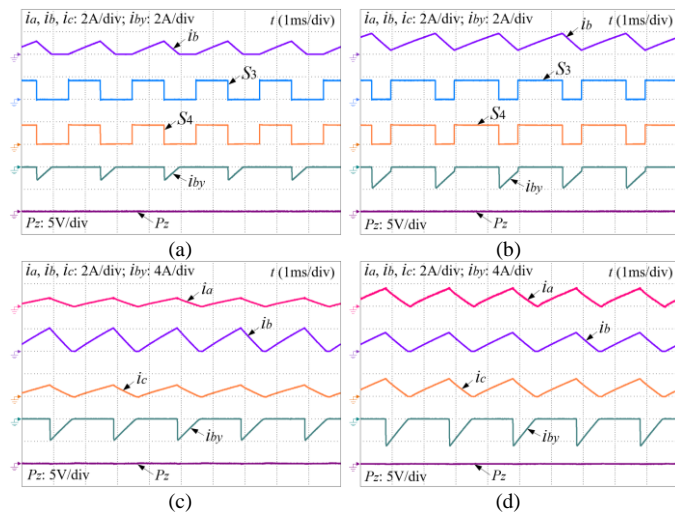 ia, ib, ic: 2A/div; iby: 2A/div
t (1ms/div)
ib
S3
S4
iby
Pz: 5V/div
Pz
(a)
ia, ib, ic: 2A/div; iby: 2A/div
t (1ms/div)
ib
S3
S4
iby
Pz: 5V/div
Pz
(b)
ia, ib, ic: 2A/div; iby: 4A/div
t (1ms/div)
ia
ib
ic
iby
Pz: 5V/div
Pz
(c)
ia, ib, ic: 2A/div; iby: 4A/div
t (1ms/div)
ia
ib
ic
iby
Pz: 5V/div
Pz
(d)